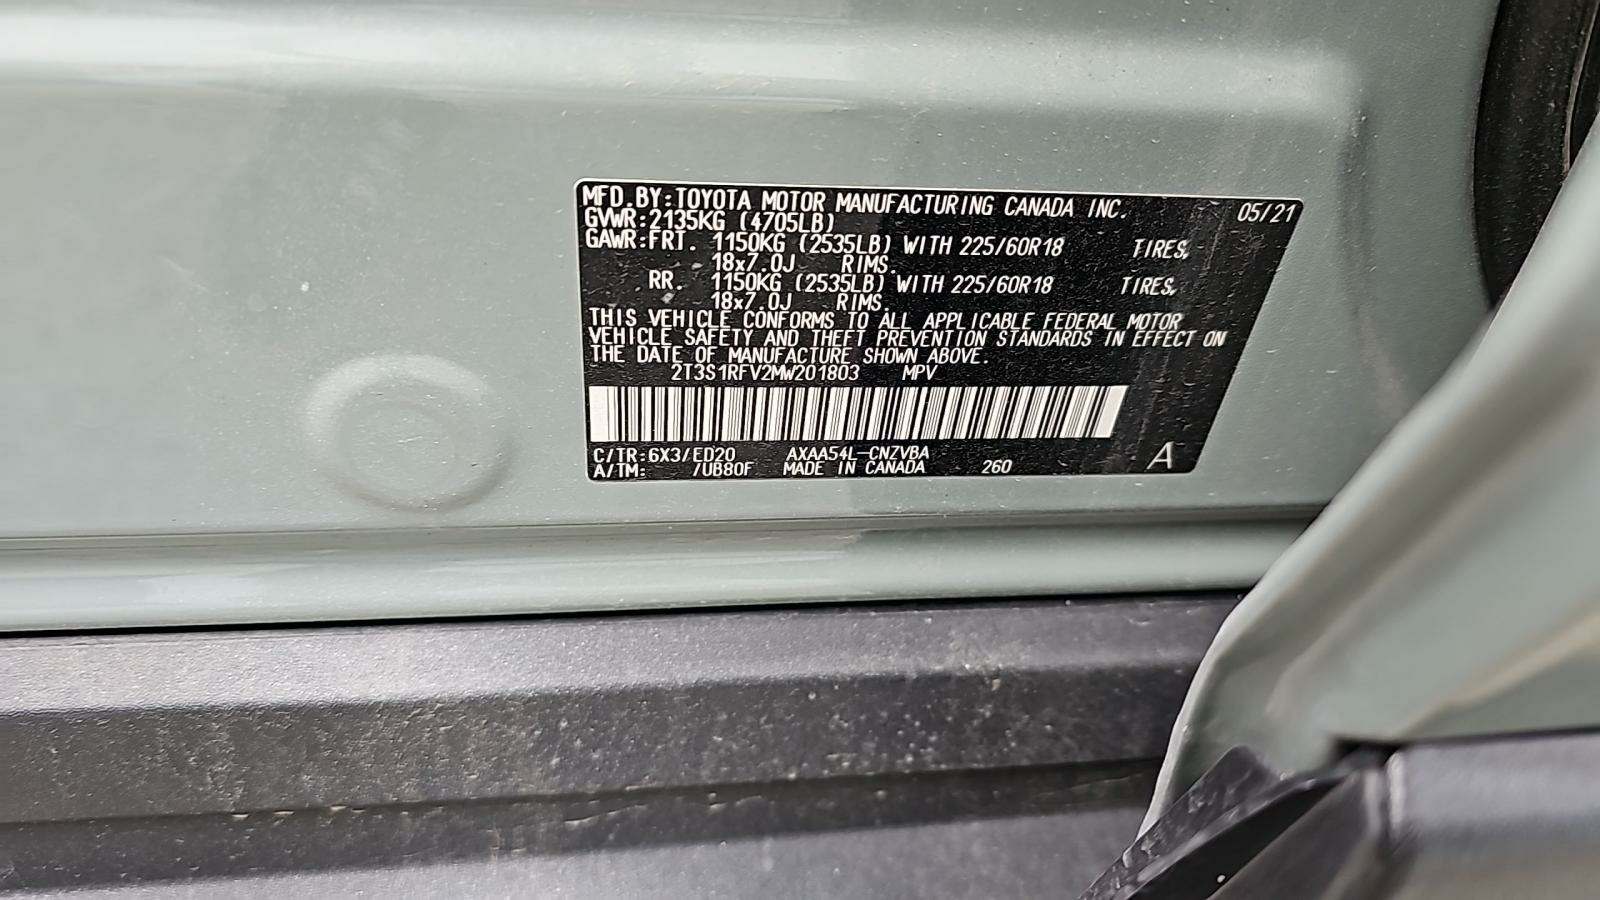 MFD.BY:TOYOTA MOTOR MANUFACTURING CANADA INC. 05/21
GVWR:2135KG (4705LB)
GAWR:FRT. 1150KG (2535LB) WITH 225/60R18 TIRES,
18x7.0J RIMS.
RR. 1150KG (2535LB) WITH 225/60R18 TIRES,
18x7.0J RIMS.
THIS VEHICLE CONFORMS TO ALL APPLICABLE FEDERAL MOTOR
VEHICLE SAFETY AND THEFT PREVENTION STANDARDS IN EFFECT ON
THE DATE OF MANUFACTURE SHOWN ABOVE.
2T3S1RFV2MW201803 MPV
C/TR:6X3/ED20 AXAA54L-CNZVBA
A/TM: /UB80F MADE IN CANADA 260 A